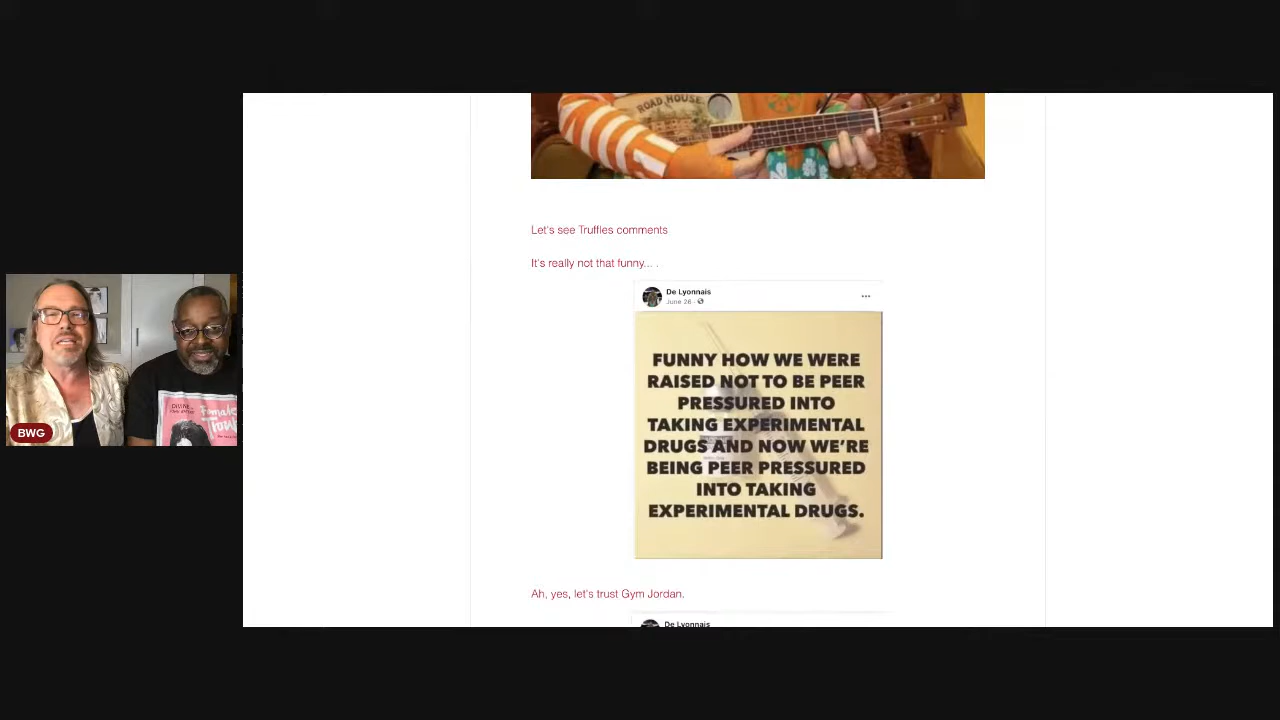 ROAD HOUSE
Let's see Truffles comments
It's really not that funny... .
De Lyonnais
June 26 ·
FUNNY HOW WE WERE
RAISED NOT TO BE PEER
PRESSURED INTO
TAKING EXPERIMENTAL
DRUGS AND NOW WE'RE
BEING PEER PRESSURED
INTO TAKING
EXPERIMENTAL DRUGS.
Ah, yes, let's trust Gym Jordan.
De Lyonnais
BWG
DIVINE
Female